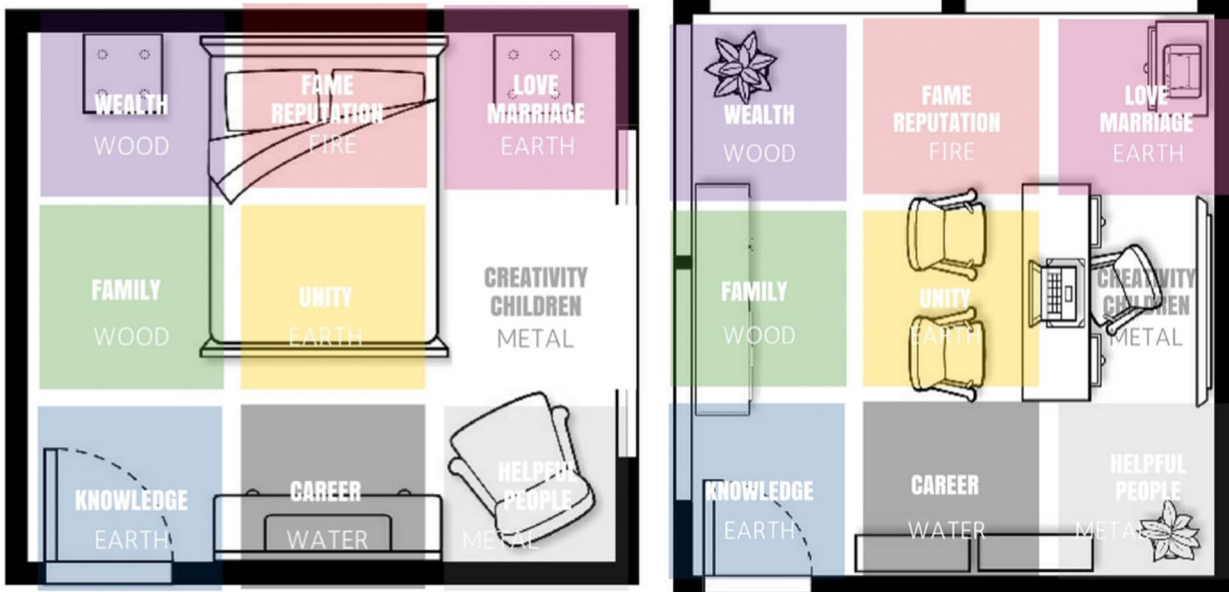 WEALTH
WOOD
FAME
REPUTATION
FIRE
LOVE
MARRIAGE
EARTH
FAMILY
WOOD
UNITY
EARTH
CREATIVITY
CHILDREN
METAL
KNOWLEDGE
EARTH
CAREER
WATER
HELPFUL
PEOPLE
METAL
WEALTH
WOOD
FAME
REPUTATION
FIRE
LOVE
MARRIAGE
EARTH
FAMILY
WOOD
UNITY
EARTH
CREATIVITY
CHILDREN
METAL
KNOWLEDGE
EARTH
CAREER
WATER
HELPFUL
PEOPLE
METAL